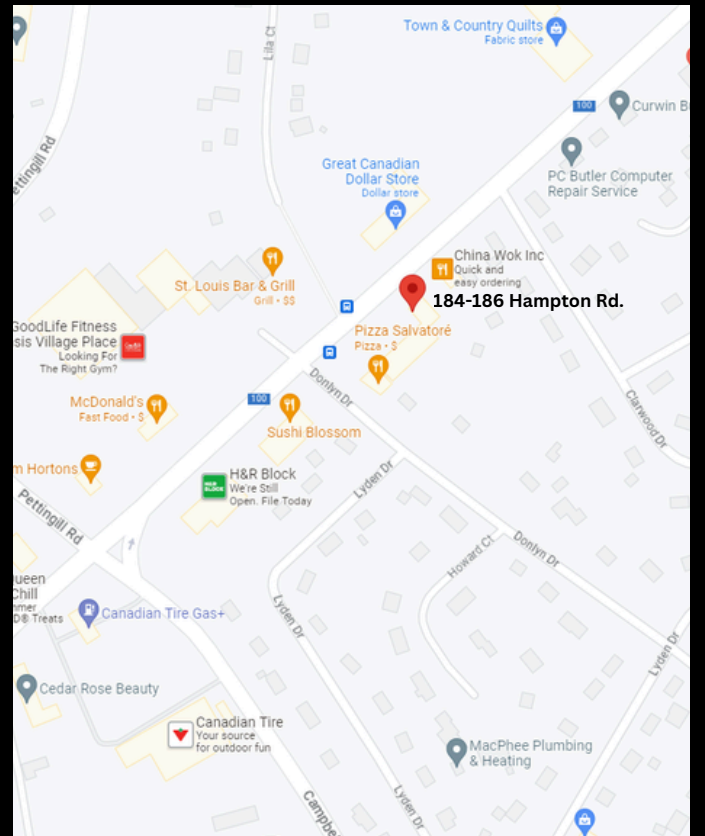 Town & Country Quilts
Fabric store
Lila Ct
100
Curwin B
ettingill Rd
PC Butler Computer
Repair Service
Great Canadian
Dollar Store
Dollar store
China Wok Inc
Quick and
easy ordering
St. Louis Bar & Grill
Grill • $$
184-186 Hampton Rd.
GoodLife Fitness
sis Village Place
Looking For
The Right Gym?
Pizza Salvatoré
Pizza • $
Donlyn Dr
McDonald's
Fast Food • $
100
Sushi Blossom
Clarwood Dr
m Hortons
H&R Block
We're Still
Open. File Today
H&R
BLOCK
Lyden Dr
Pettingill Rd
Howard Ct
Donlyn Dr
ueen
Chill
mmer
D® Treats
Canadian Tire Gas+
Lyden Dr
Lyden Dr
Cedar Rose Beauty
Canadian Tire
Your source
for outdoor fun
MacPhee Plumbing
& Heating
Campbe
Lyden Dr